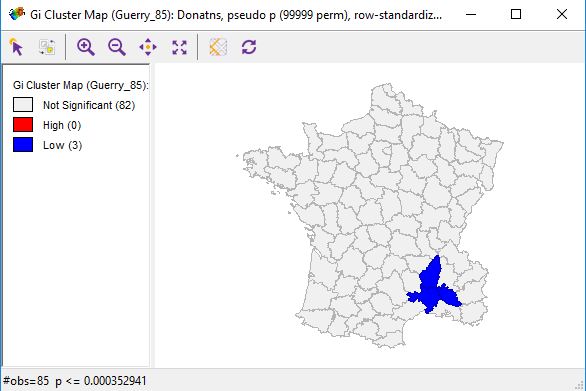 Gi Cluster Map (Guerry_85): Donatns, pseudo p (99999 perm), row-standardiz...
Gi Cluster Map (Guerry_85):
Not Significant (82)
High (0)
Low (3)
#obs=85 p <= 0.000352941